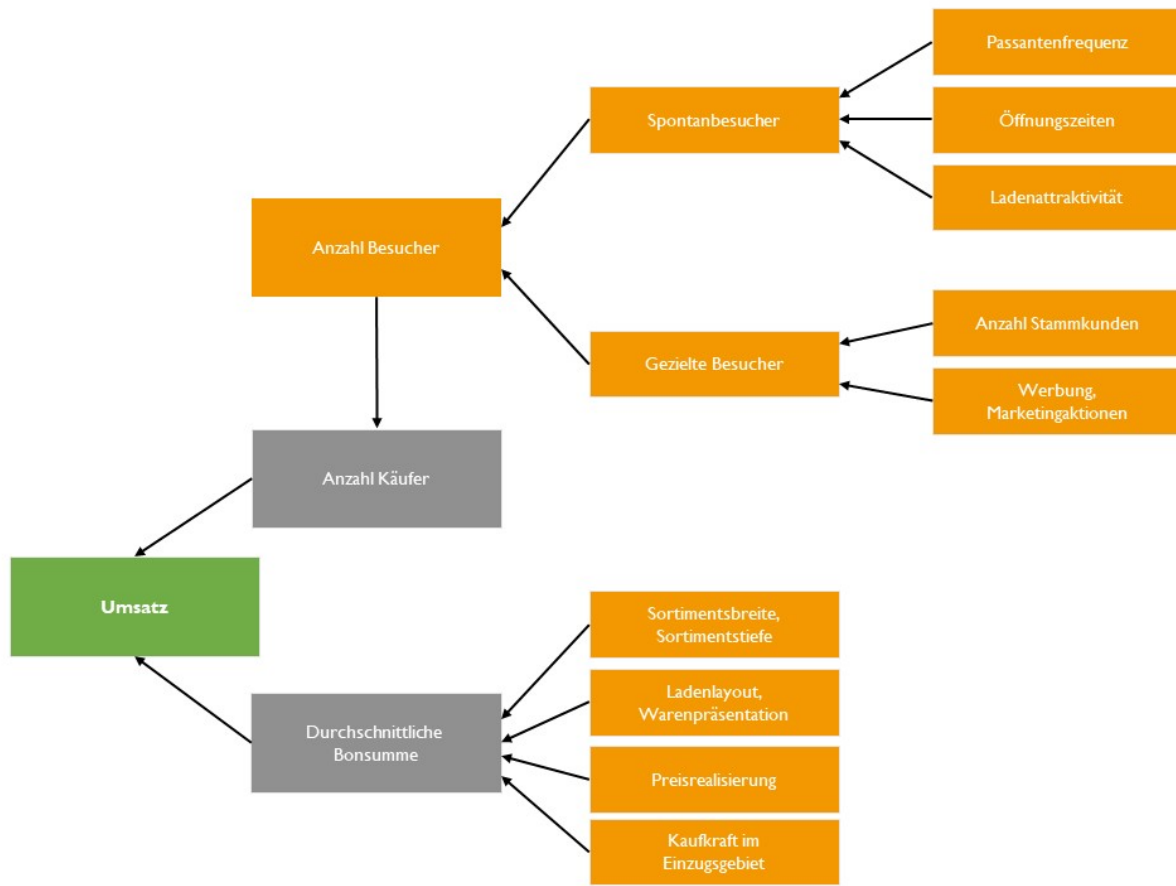 Passantenfrequenz
Spontanbesucher
Öffnungszeiten
Ladenattraktivität
Anzahl Besucher
Anzahl Stammkunden
Gezielte Besucher
Werbung,
Marketingaktionen
Anzahl Käufer
Umsatz
Sortimentsbreite,
Sortimentstiefe
Ladenlayout,
Warenpräsentation
Durchschnittliche
Bonsumme
Preisrealisierung
Kaufkraft im
Einzugsgebiet